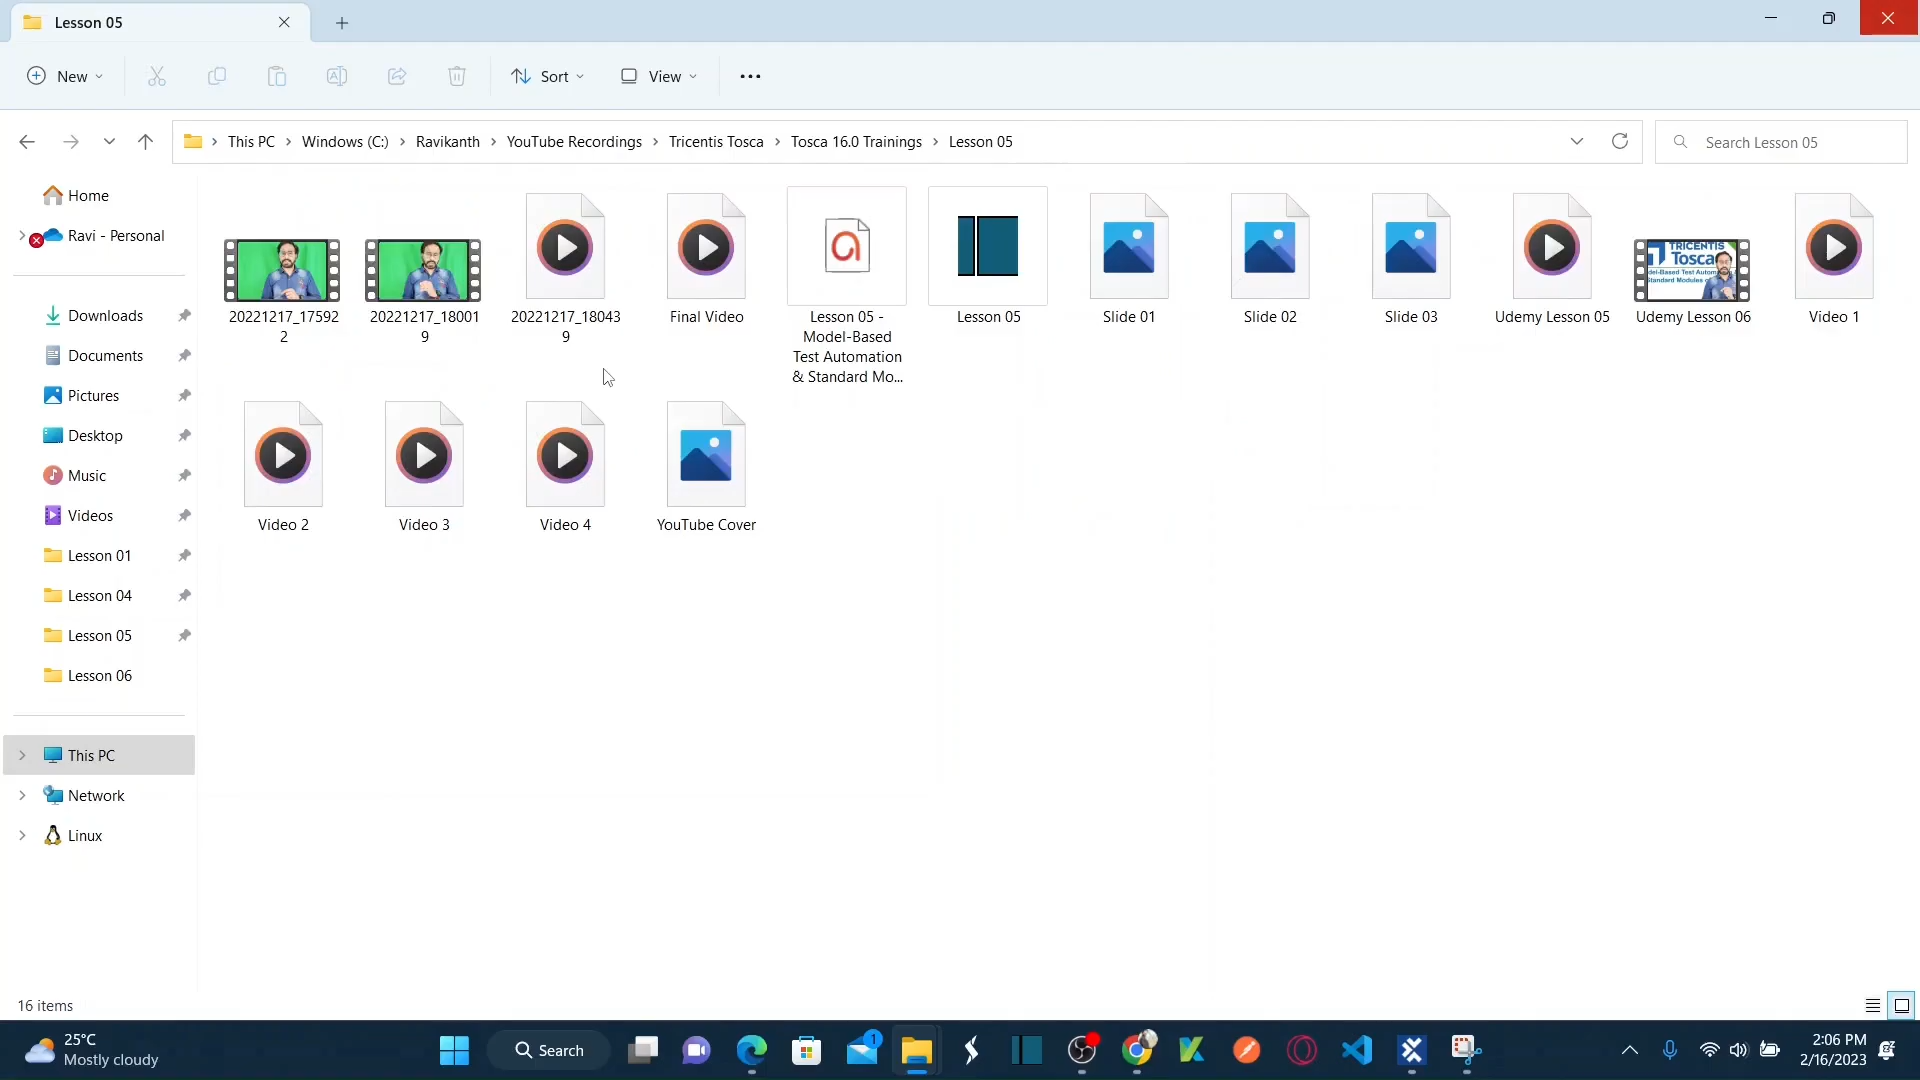 Lesson 05
New
Sort
View
This PC
Windows (C:)
Ravikanth
YouTube Recordings
Tricentis Tosca
Tosca 16.0 Trainings
Lesson 05
Search Lesson 05
Home
Ravi - Personal
Downloads
Documents
Pictures
Desktop
Music
Videos
Lesson 01
Lesson 04
Lesson 05
Lesson 06
This PC
Network
Linux
20221217_17592
2
20221217_18001
9
20221217_18043
9
Final Video
Lesson 05 -
Model-Based
Test Automation
& Standard Mo...
Lesson 05
Slide 01
Slide 02
Slide 03
Udemy Lesson 05
TRICENTIS
Tosca
Udemy Lesson 06
Video 1
Video 2
Video 3
Video 4
YouTube Cover
16 items
25°C
Mostly cloudy
Search
1
2:06 PM
2/16/2023